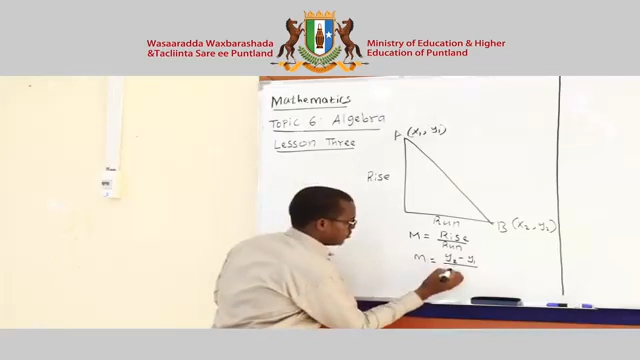 Wasaaradda Waxbarashada
&Tacliinta Sare ee Puntland
Ministry of Education & Higher
Education of Puntland
Mathematics
Topic 6: Algebra
Lesson Three
A (x₁, y₁)
Rise
Run
B (x₂, y₂)
M = Rise
Run
M = y₂ - y₁